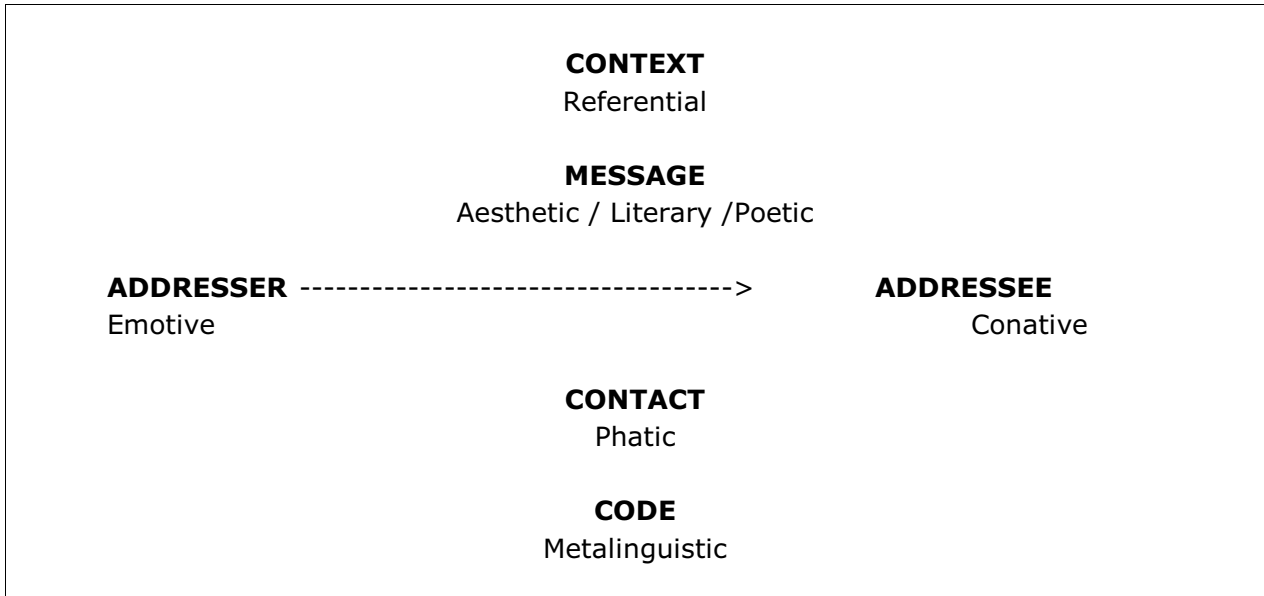 CONTEXT
Referential
MESSAGE
Aesthetic / Literary /Poetic
ADDRESSER ------------------------------------> ADDRESSEE
Emotive Conative
CONTACT
Phatic
CODE
Metalinguistic